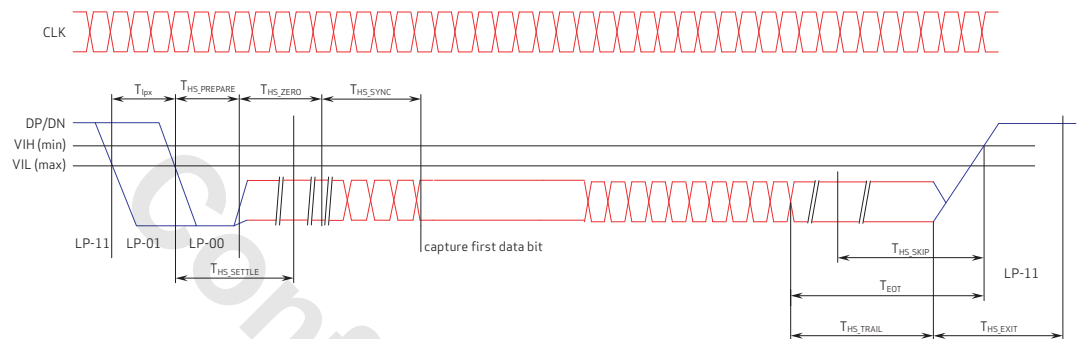 CLK
T_lpx T_HS_PREPARE T_HS_ZERO T_HS_SYNC
DP/DN
VIH (min)
VIL (max)
LP-11 LP-01 LP-00
capture first data bit
T_HS_SETTLE
T_HS_SKIP
LP-11
T_EOT
T_HS_TRAIL T_HS_EXIT